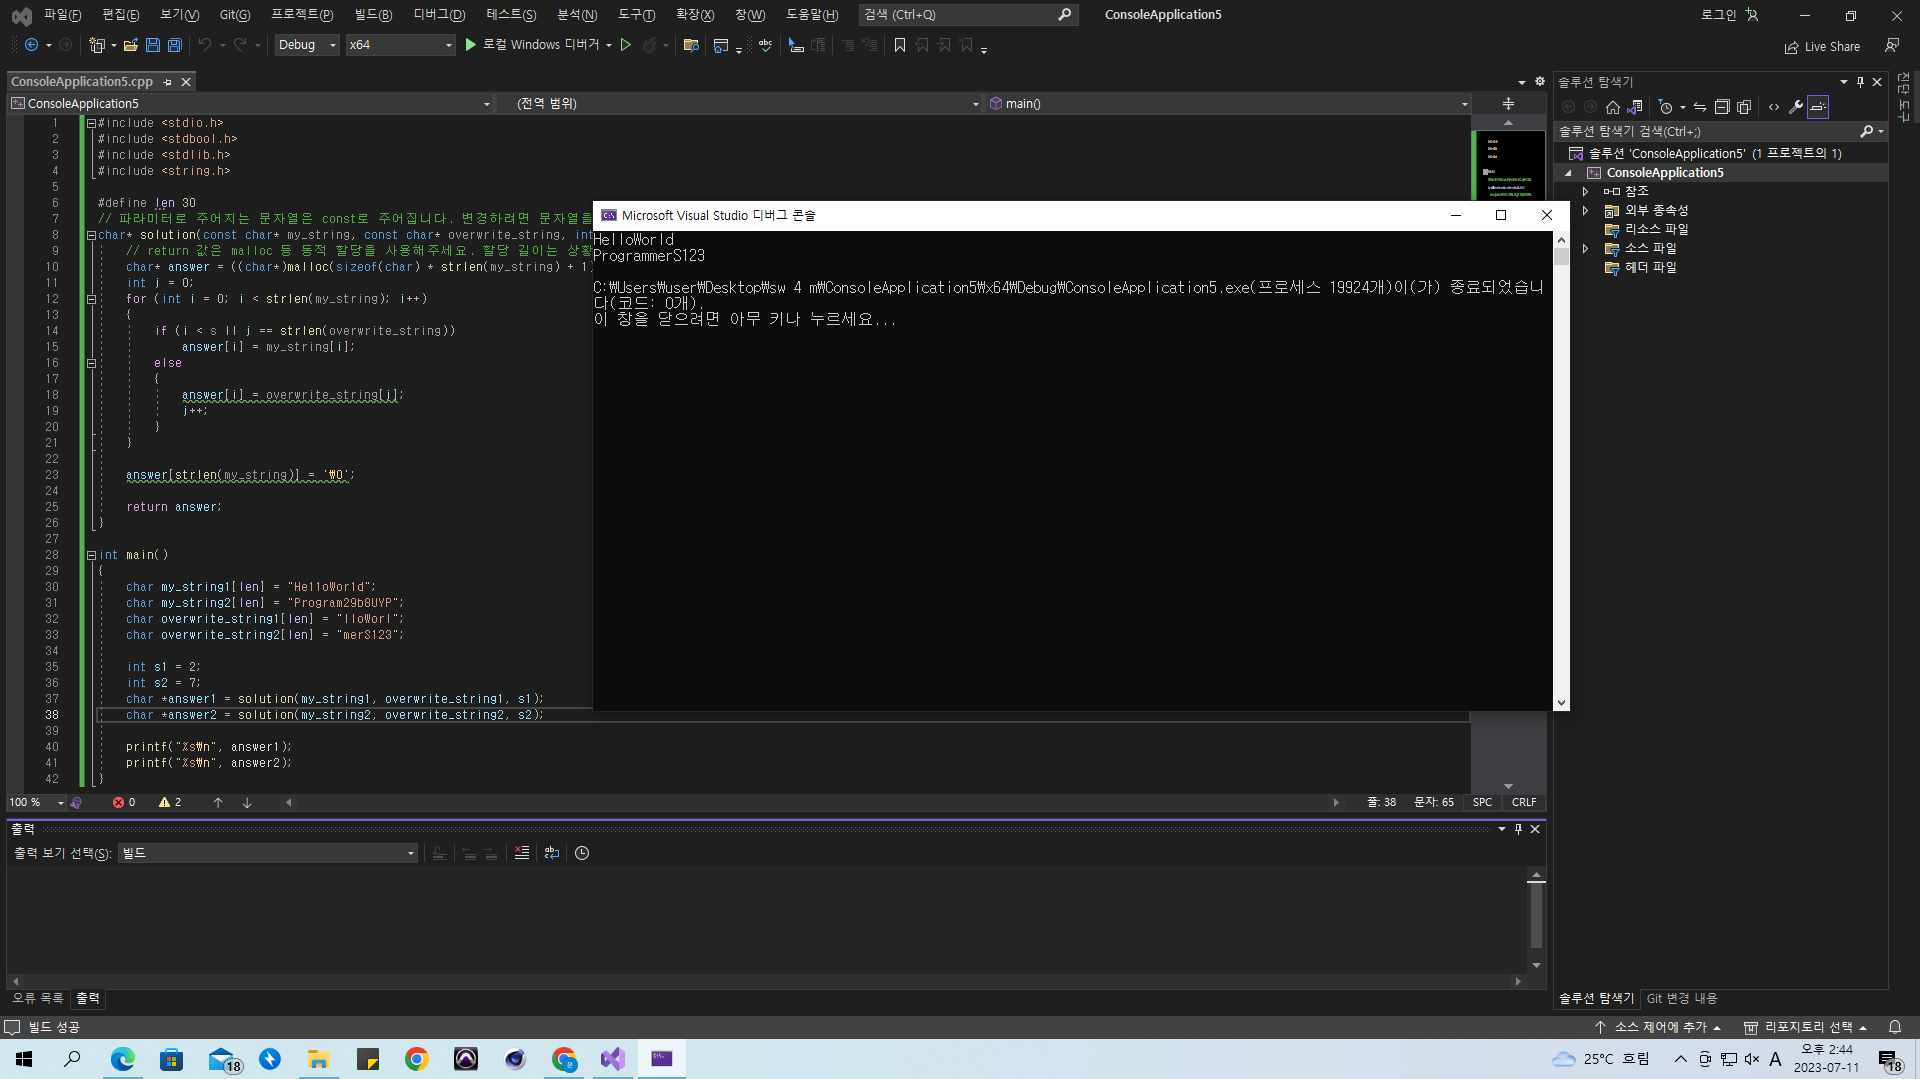 파일(F) 편집(E) 보기(V) Git(G) 프로젝트(P) 빌드(B) 디버그(D) 테스트(S) 분석(N) 도구(T) 확장(X) 창(W) 도움말(H) 검색 (Ctrl+Q) ConsoleApplication5 로그인
Debug x64 로컬 Windows 디버거 Live Share
ConsoleApplication5.cpp
ConsoleApplication5 (전역 범위) main()
1 #include <stdio.h>
2 #include <stdbool.h>
3 #include <stdlib.h>
4 #include <string.h>
5
6 #define len 30
7 // 파라미터로 주어지는 문자열은 const로 주어집니다. 변경하려면 문자열을
8 char* solution(const char* my_string, const char* overwrite_string, int
9 // return 값은 malloc 등 동적 할당을 사용해주세요. 할당 길이는 상황
10 char* answer = ((char*)malloc(sizeof(char) * strlen(my_string) + 1)
11 int j = 0;
12 for (int i = 0; i < strlen(my_string); i++)
13 {
14 if (i < s || j == strlen(overwrite_string))
15 answer[i] = my_string[i];
16 else
17 {
18 answer[i] = overwrite_string[j];
19 j++;
20 }
21 }
22
23 answer[strlen(my_string)] = '₩0';
24
25 return answer;
26 }
27
28 int main()
29 {
30 char my_string1[len] = "He11oWor1d";
31 char my_string2[len] = "Program29b8UYP";
32 char overwrite_string1[len] = "lloWorl";
33 char overwrite_string2[len] = "merS123";
34
35 int s1 = 2;
36 int s2 = 7;
37 char *answer1 = solution(my_string1, overwrite_string1, s1);
38 char *answer2 = solution(my_string2, overwrite_string2, s2);
39
40 printf("%s₩n", answer1);
41 printf("%s₩n", answer2);
42 }
Microsoft Visual Studio 디버그 콘솔
HelloWorld
ProgrammerS123
C:₩Users₩user₩Desktop₩sw 4 m₩ConsoleApplication5₩x64₩Debug₩ConsoleApplication5.exe(프로세스 19924개)이(가) 종료되었습니
다(코드: 0개).
이 창을 닫으려면 아무 키나 누르세요...
솔루션 탐색기
솔루션 탐색기 검색(Ctrl+;)
솔루션 'ConsoleApplication5' (1 프로젝트의 1)
ConsoleApplication5
참조
외부 종속성
리소스 파일
소스 파일
헤더 파일
진단 도구
100 % 0 2 줄: 38 문자: 65 SPC CRLF
출력
출력 보기 선택(S): 빌드
오류 목록 출력
솔루션 탐색기 Git 변경 내용
빌드 성공 소스 제어에 추가 리포지토리 선택
18 25°C 흐림 A 오후 2:44
2023-07-11 18